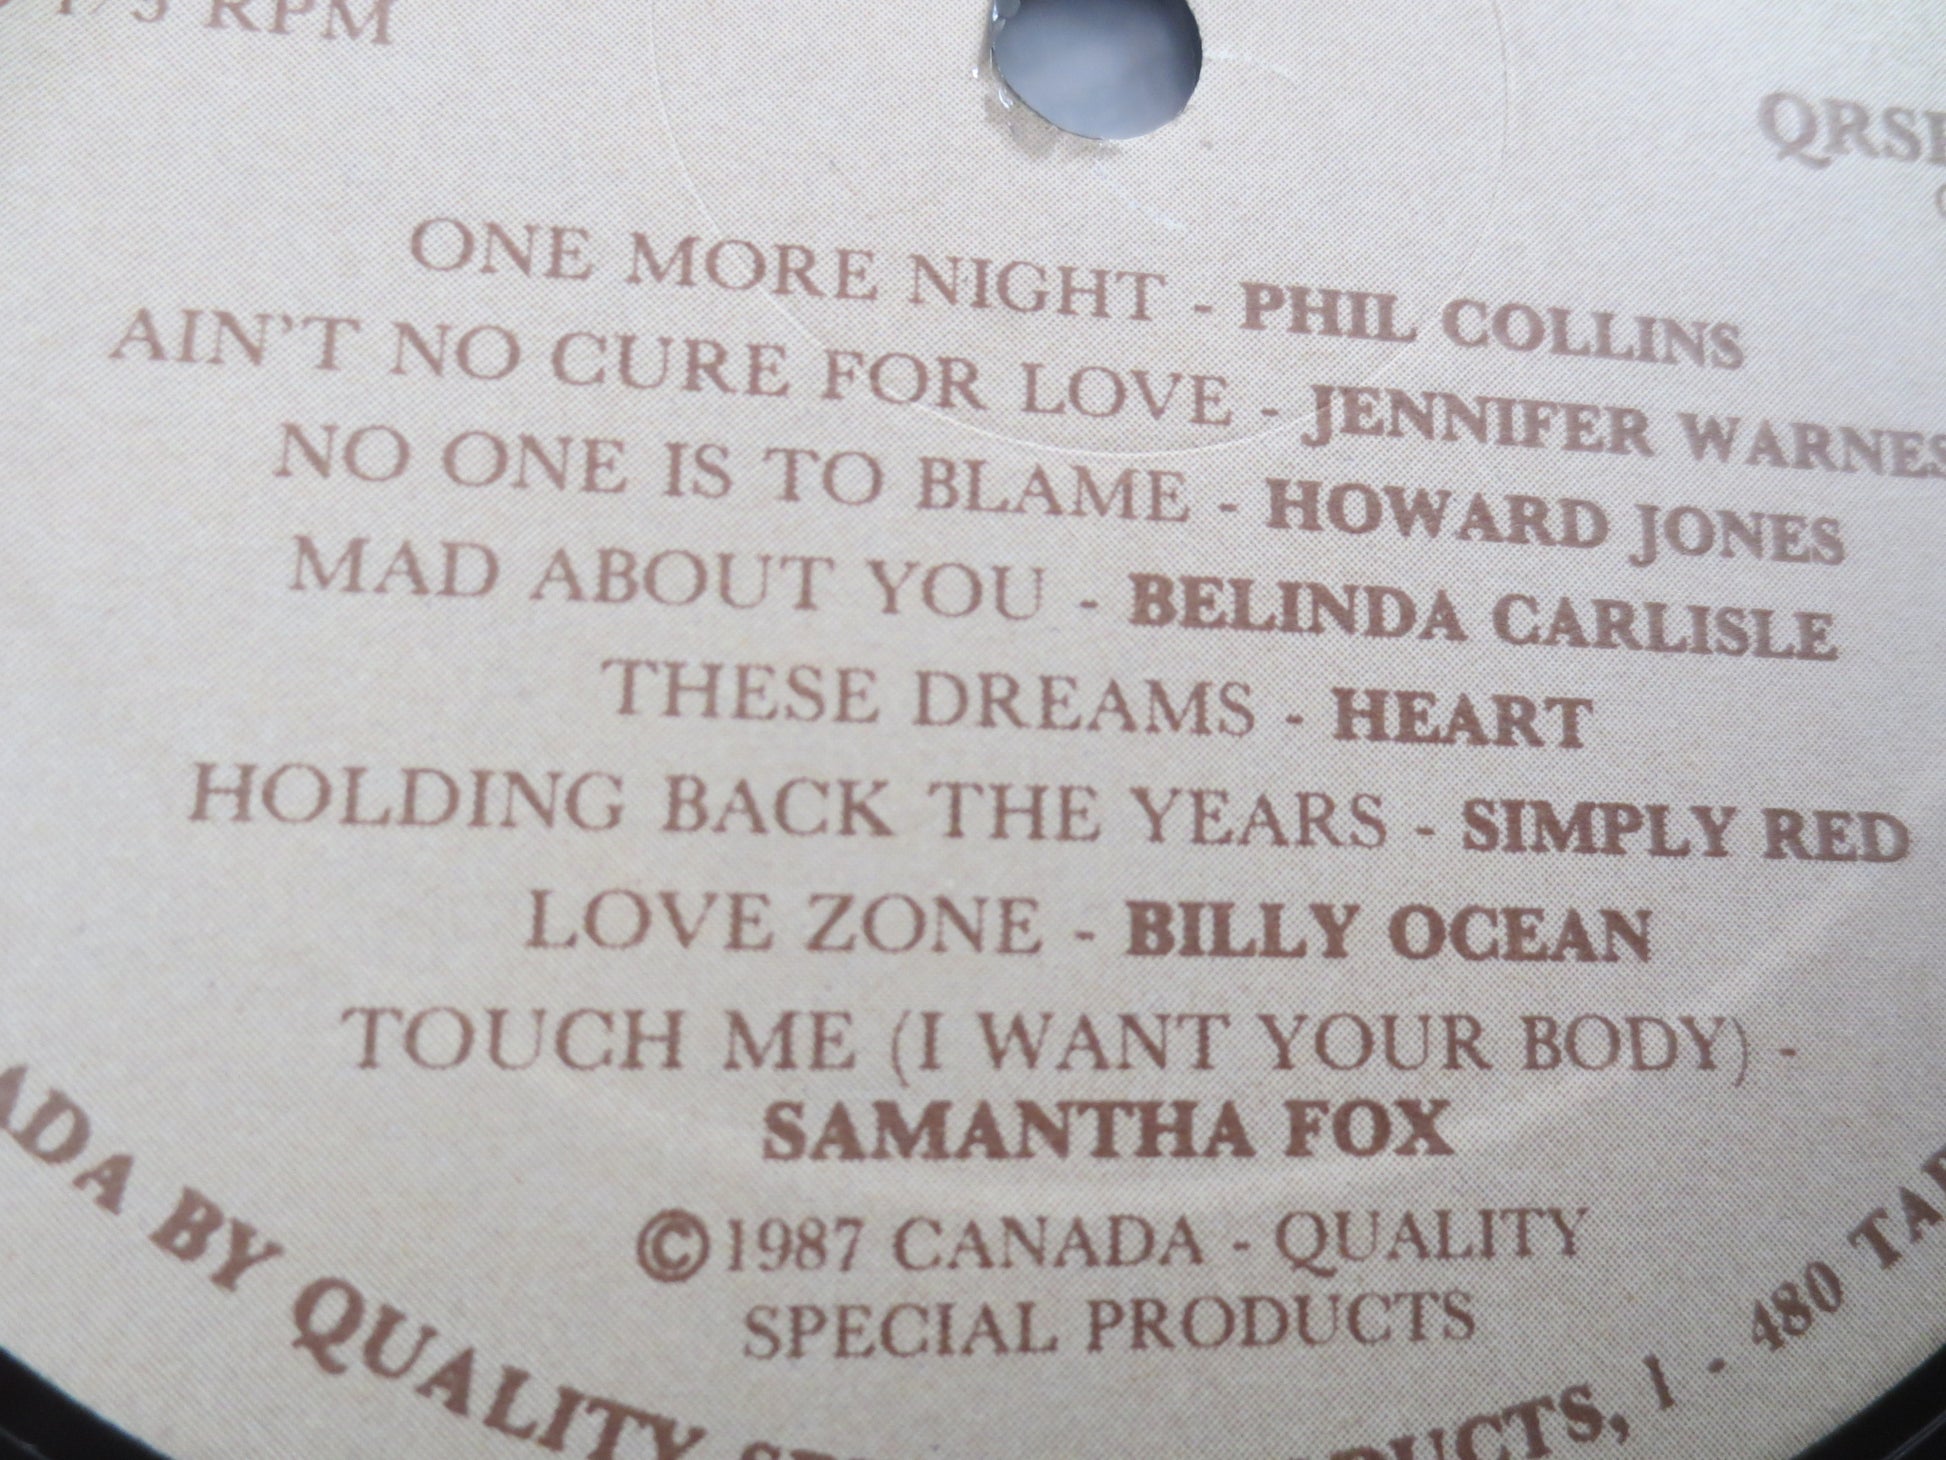 RPM
ONE MORE NIGHT - PHIL COLLINS
AIN'T NO CURE FOR LOVE - JENNIFER WARNES
NO ONE IS TO BLAME - HOWARD JONES
MAD ABOUT YOU - BELINDA CARLISLE
THESE DREAMS - HEART
HOLDING BACK THE YEARS - SIMPLY RED
LOVE ZONE - BILLY OCEAN
TOUCH ME (I WANT YOUR BODY) -
SAMANTHA FOX
©1987 CANADA - QUALITY
SPECIAL PRODUCTS
BY QUALITY 1 - 480